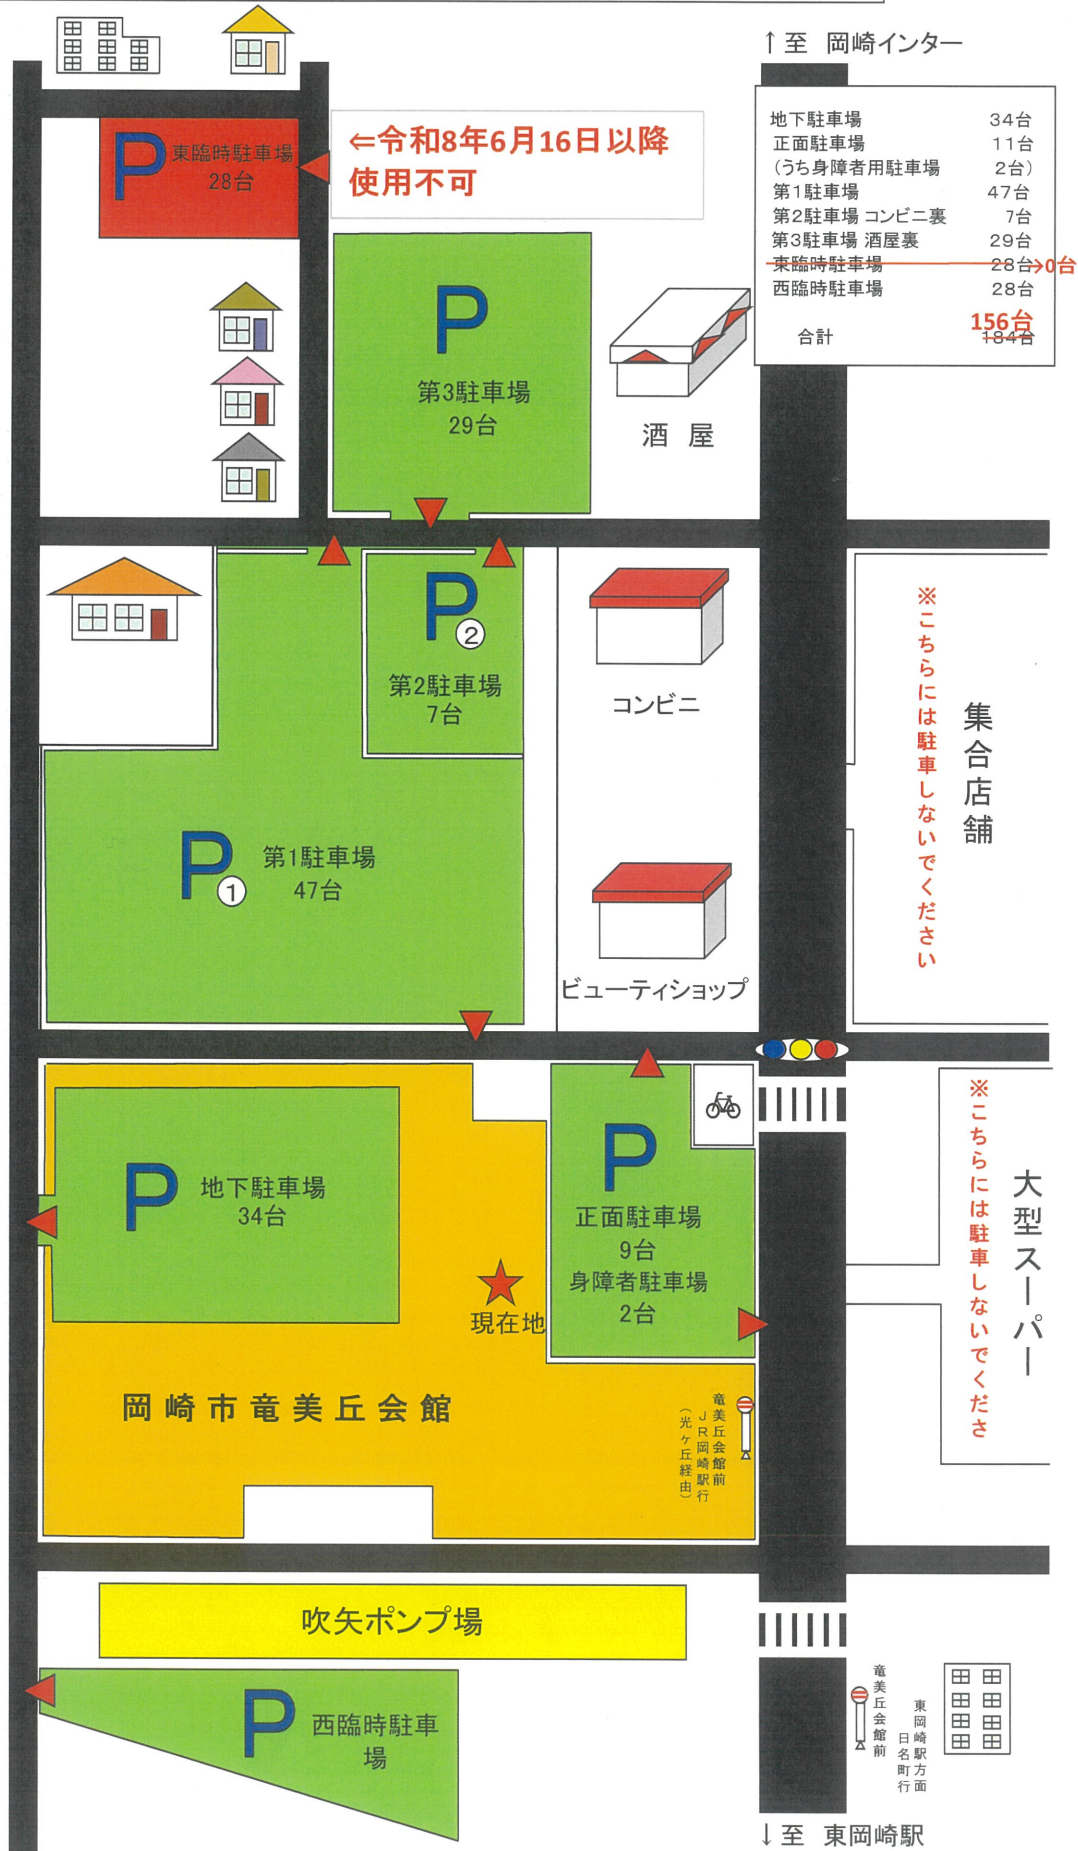 ↑至 岡崎インター
地下駐車場 34台
正面駐車場 11台
(うち身障者用駐車場 2台)
第1駐車場 47台
第2駐車場 コンビニ裏 7台
第3駐車場 酒屋裏 29台
東臨時駐車場 28台→0台
西臨時駐車場 28台
156台
合計 184台
P 東臨時駐車場
28台
⇐令和8年6月16日以降
使用不可
P
第3駐車場
29台
酒 屋
P
②
第2駐車場
7台
コンビニ
※こちらには駐車しないでください
集合店舗
P
①
第1駐車場
47台
ビューティショップ
P
地下駐車場
34台
P
正面駐車場
9台
身障者駐車場
2台
現在地
※こちらには駐車しないでくださ
大型スーパー
岡崎市竜美丘会館
竜美丘会館前
JR岡崎駅行
(光ヶ丘経由)
吹矢ポンプ場
P
西臨時駐車
場
竜美丘会館前
東岡崎駅方面
日名町行
↓至 東岡崎駅